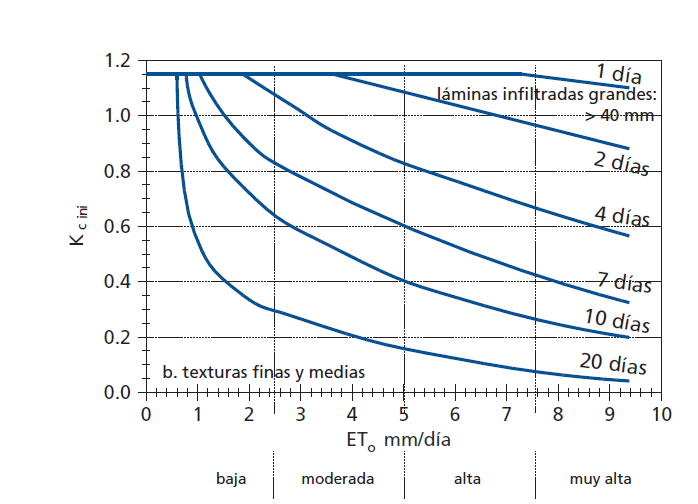 1.2
1.0
0.8
0.6
0.4
0.2
0.0
K c ini
1 día
láminas infiltradas grandes:
> 40 mm
2 días
4 días
7 días
10 días
20 días
b. texturas finas y medias
0 1 2 3 4 5 6 7 8 9 10
ETo mm/día
baja moderada alta muy alta